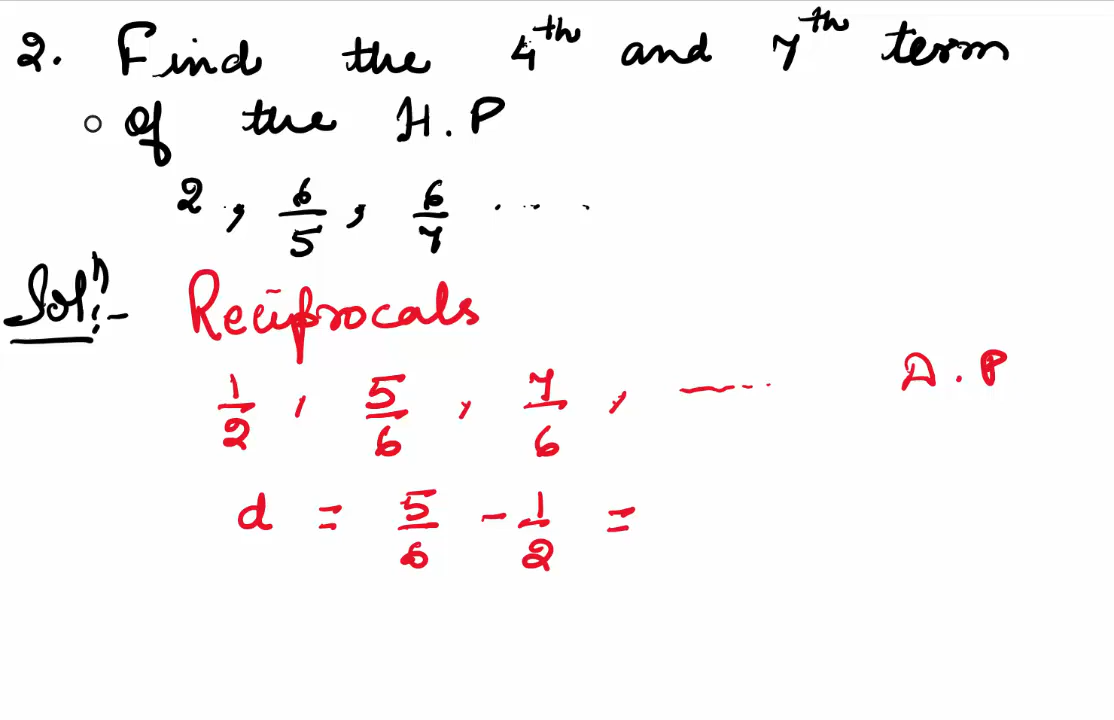 2. Find the 4th and 7th term
of the H.P
2, 6/5, 6/7 .....
Solⁿ:-
Reciprocals
1/2, 5/6, 7/6, ...... A.P
d = 5/6 - 1/2 =